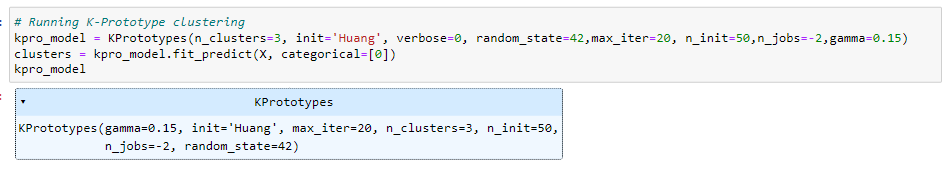 # Running K-Prototype clustering
kpro_model = KPrototypes(n_clusters=3, init='Huang', verbose=0, random_state=42,max_iter=20, n_init=50,n_jobs=-2,gamma=0.15)
clusters = kpro_model.fit_predict(X, categorical=[0])
kpro_model
KPrototypes
KPrototypes(gamma=0.15, init='Huang', max_iter=20, n_clusters=3, n_init=50,
n_jobs=-2, random_state=42)